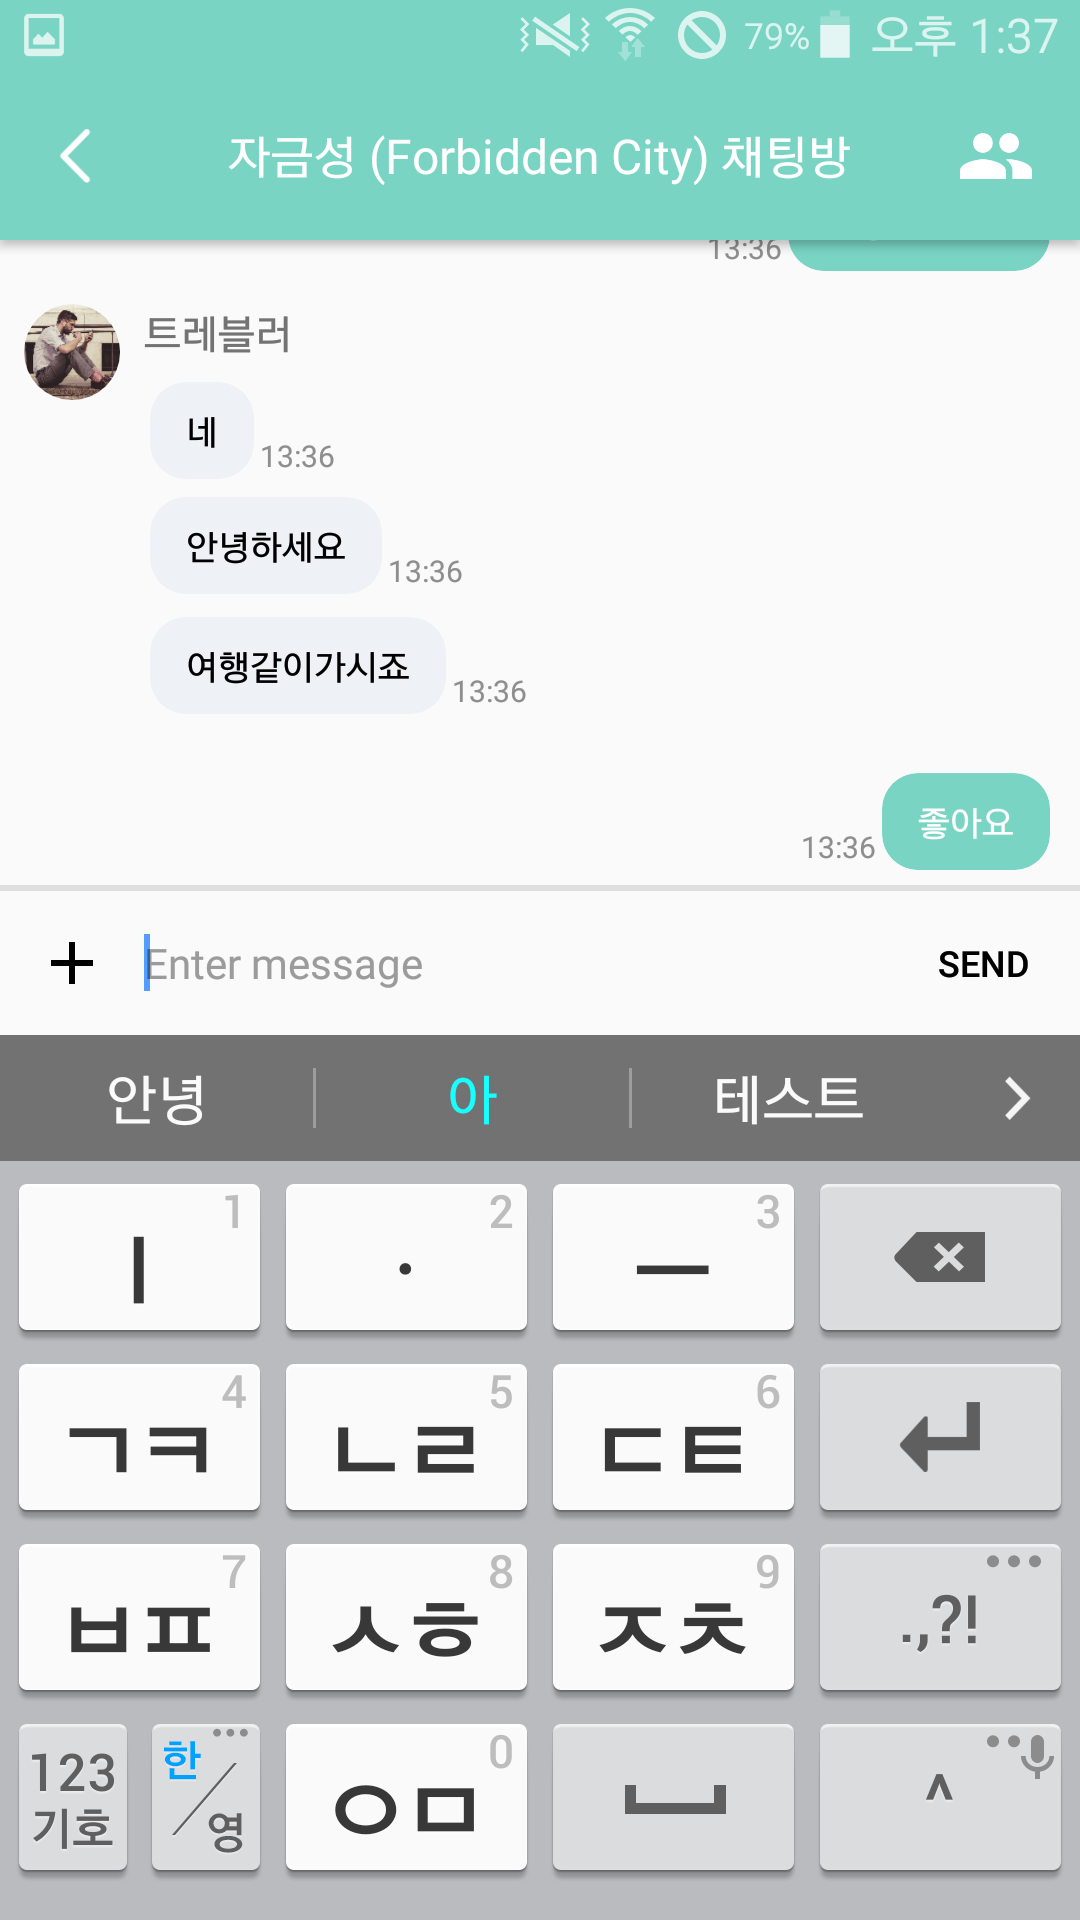 79% 오후 1:37
자금성 (Forbidden City) 채팅방
13:36
트레블러
네 13:36
안녕하세요 13:36
여행같이가시죠 13:36
13:36 좋아요
Enter message SEND
안녕 아 테스트
ㅣ 1 · 2 ㅡ 3
ㄱㅋ 4 ㄴㄹ 5 ㄷㅌ 6
ㅂㅍ 7 ㅅㅎ 8 ㅈㅊ 9 .,?!
123 기호 한/영 ㅇㅁ 0 ^